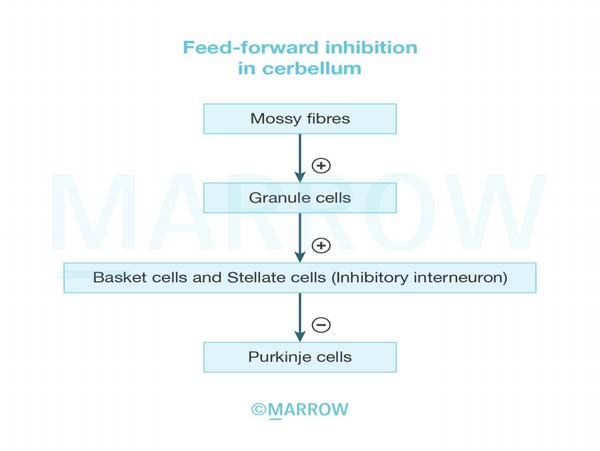 Feed-forward inhibition
in cerbellum
Mossy fibres
+
Granule cells
+
MARROW
Basket cells and Stellate cells (Inhibitory interneuron)
−
Purkinje cells
©MARROW